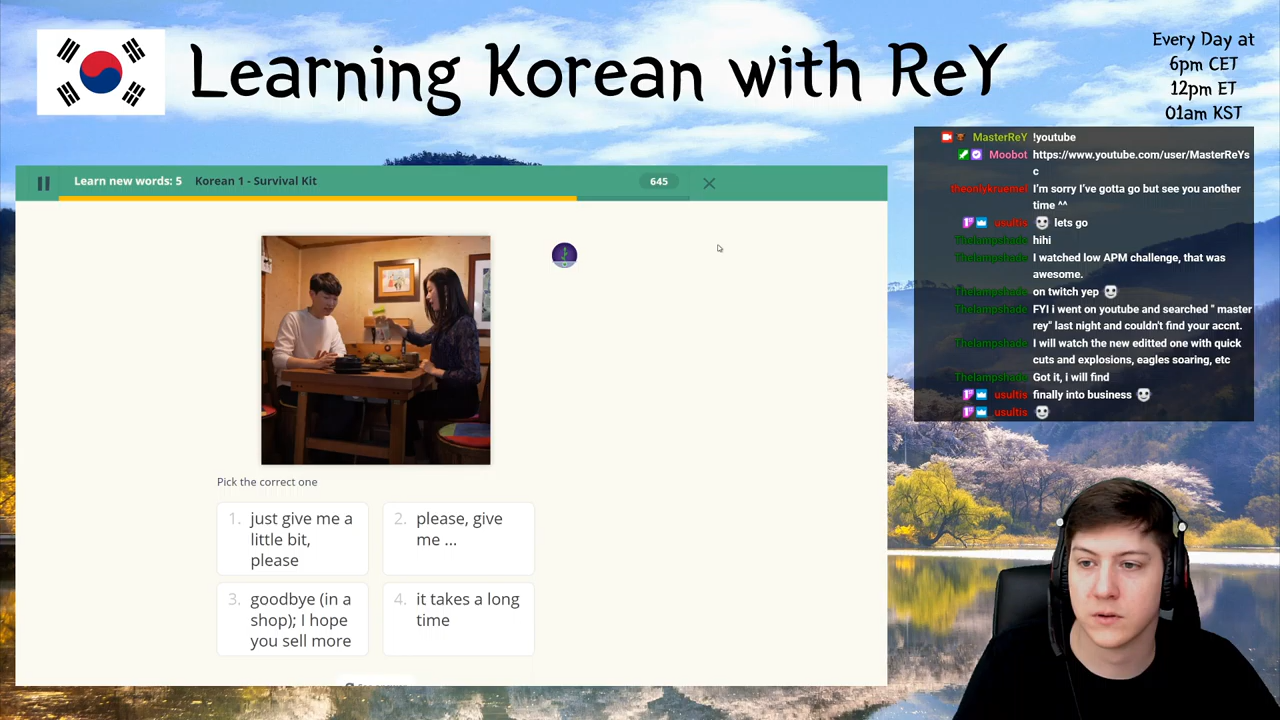 Learning Korean with ReY
Every Day at
6pm CET
12pm ET
01am KST
Learn new words: 5 Korean 1 - Survival Kit 645
Pick the correct one
1. just give me a
little bit,
please
2. please, give
me ...
3. goodbye (in a
shop); I hope
you sell more
4. it takes a long
time
MasterReY !youtube
Moobot https://www.youtube.com/user/MasterReYs
c
theonlykruemel I'm sorry I've gotta go but see you another
time ^^
usultis lets go
Thelampshade hihi
Thelampshade I watched low APM challenge, that was
awesome.
Thelampshade on twitch yep
Thelampshade FYI i went on youtube and searched " master
rey" last night and couldn't find your accnt.
Thelampshade I will watch the new editted one with quick
cuts and explosions, eagles soaring, etc
Thelampshade Got it, i will find
usultis finally into business
usultis